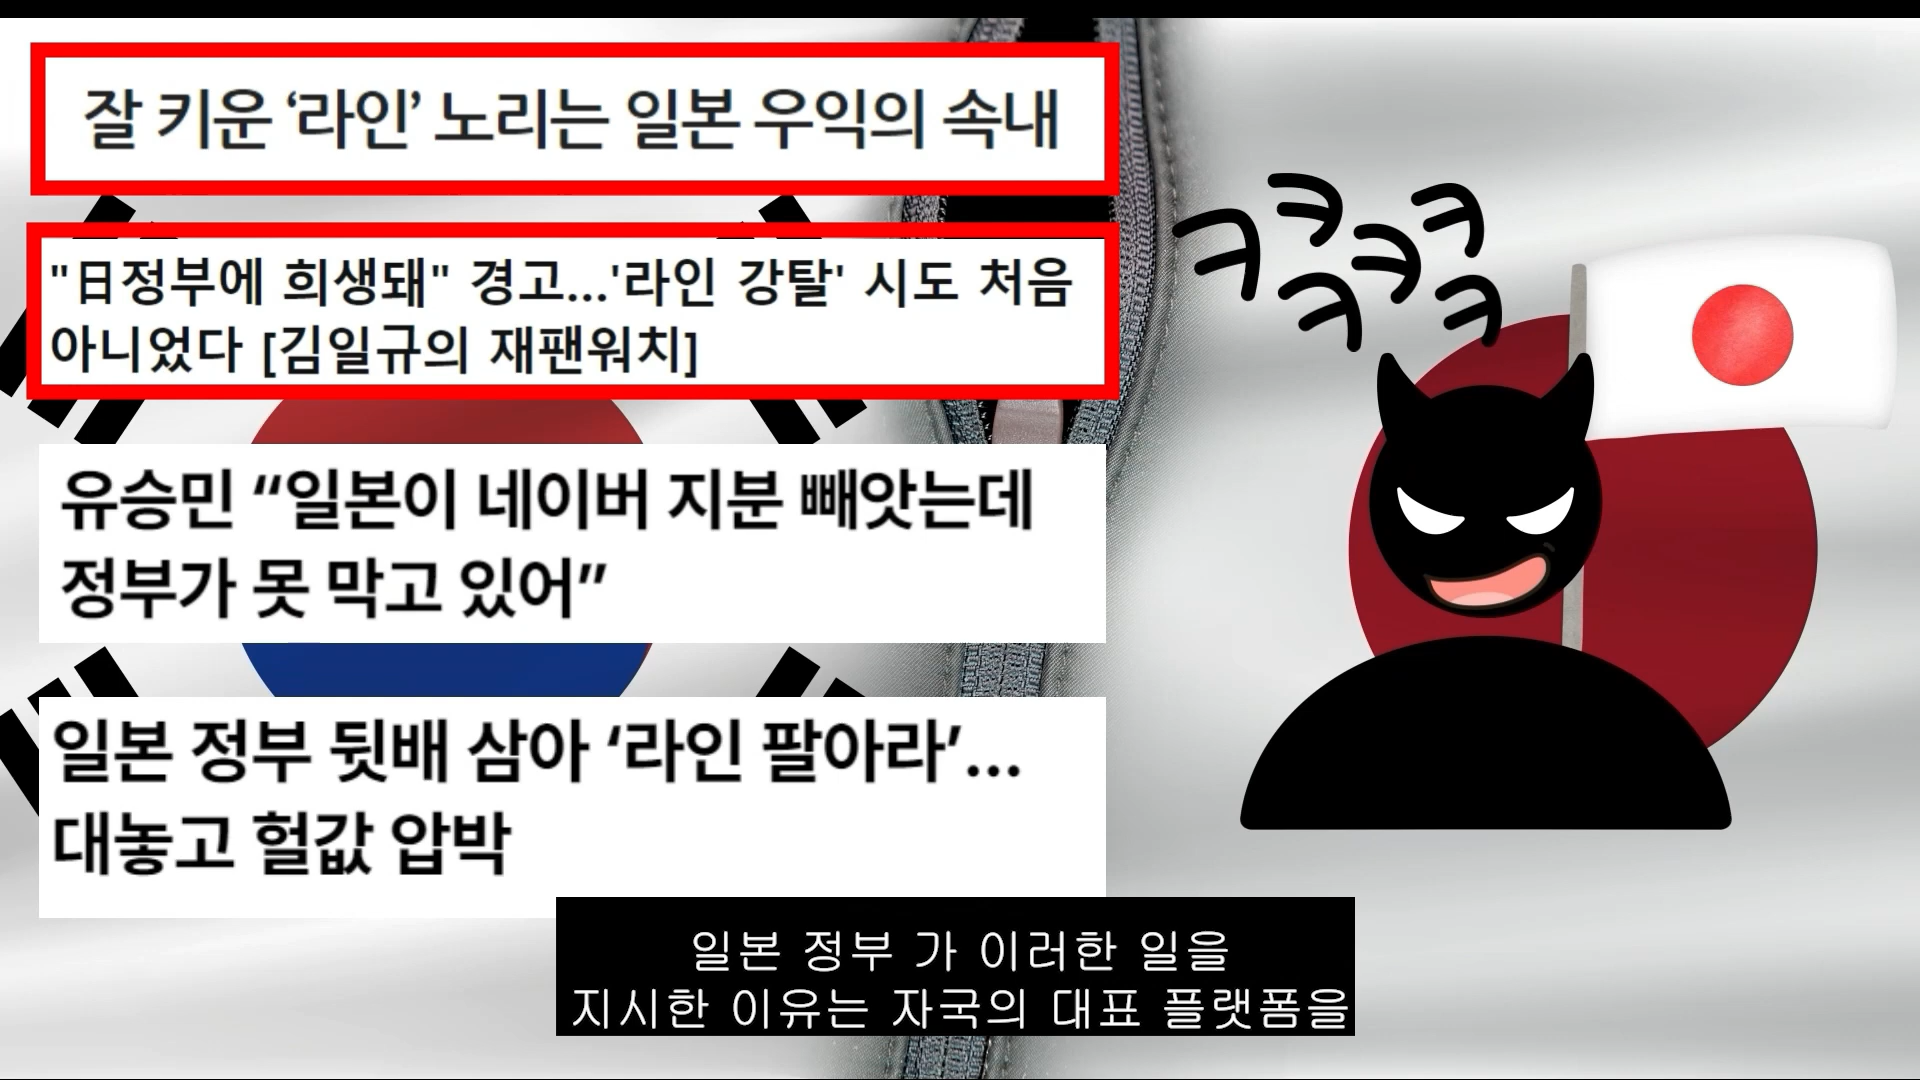 잘 키운 ‘라인’ 노리는 일본 우익의 속내
"日정부에 희생돼" 경고...'라인 강탈' 시도 처음
아니었다 [김일규의 재팬워치]
유승민 “일본이 네이버 지분 빼앗는데
정부가 못 막고 있어”
일본 정부 뒷배 삼아 ‘라인 팔아라’…
대놓고 헐값 압박
ㅋㅋㅋㅋㅋㅋ
일본 정부 가 이러한 일을
지시한 이유는 자국의 대표 플랫폼을